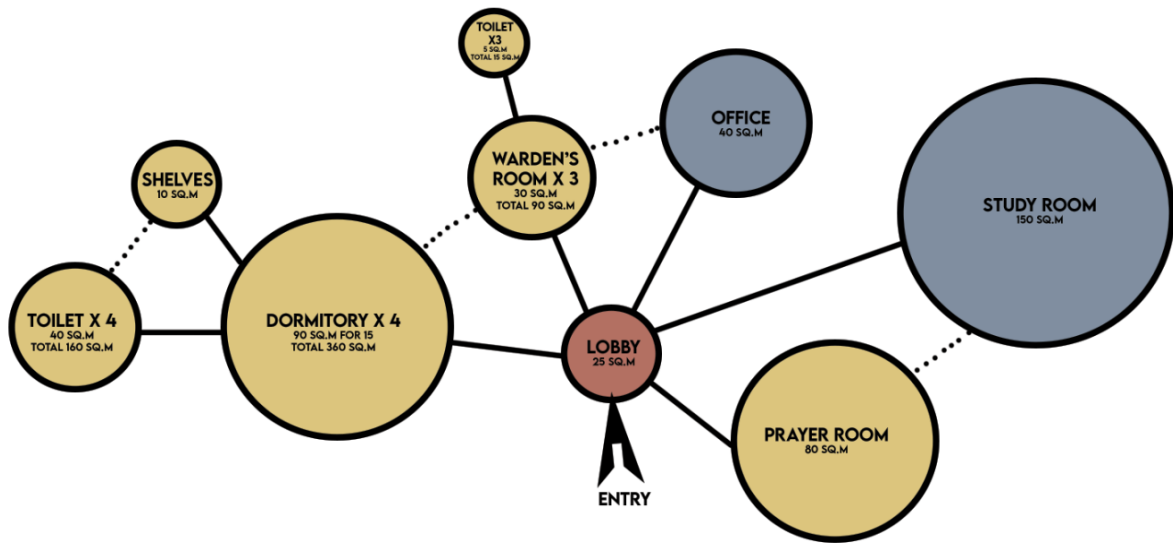 TOILET
X3
5 SQ.M
TOTAL 15 SQ.M
OFFICE
40 SQ.M
WARDEN'S
ROOM X 3
30 SQ.M
TOTAL 90 SQ.M
SHELVES
10 SQ.M
STUDY ROOM
150 SQ.M
TOILET X 4
40 SQ.M
TOTAL 160 SQ.M
DORMITORY X 4
90 SQ.M FOR 15
TOTAL 360 SQ.M
LOBBY
25 SQ.M
PRAYER ROOM
80 SQ.M
ENTRY